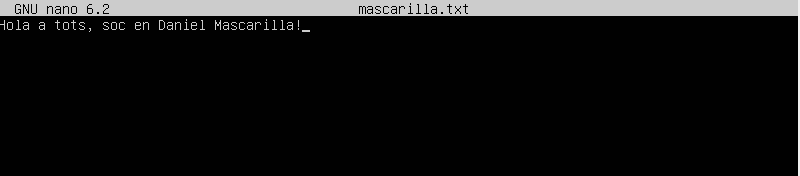 GNU nano 6.2 mascarilla.txt
Hola a tots, soc en Daniel Mascarilla!